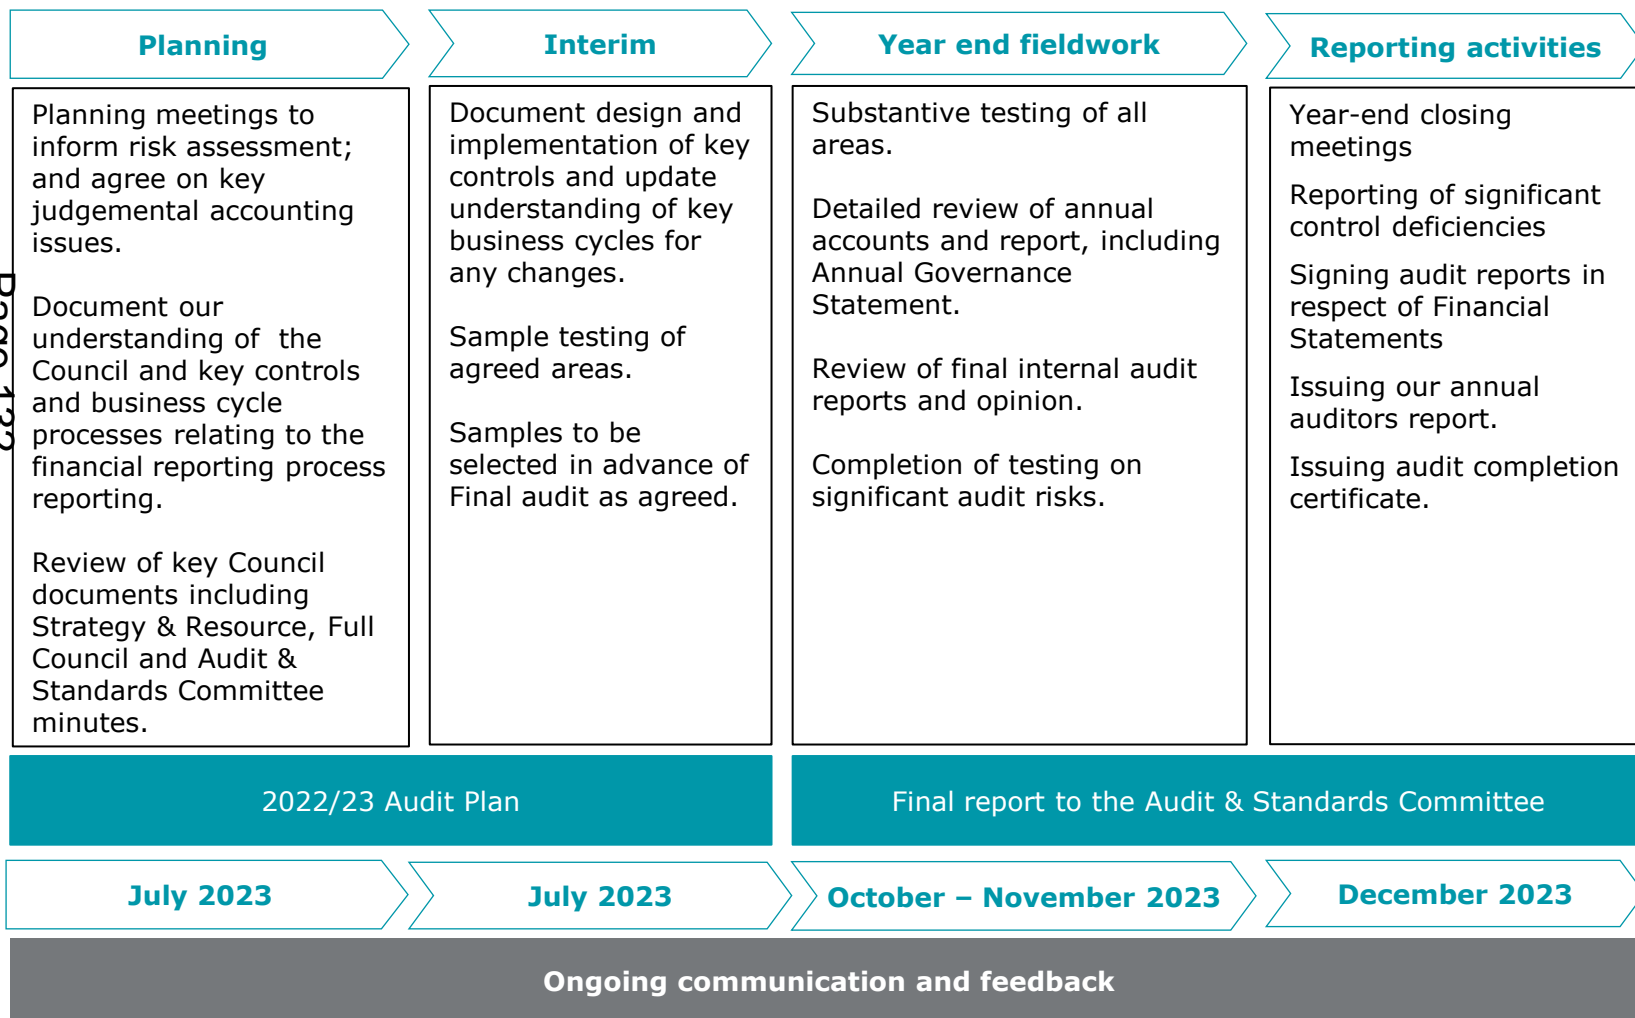 Planning
Interim
Year end fieldwork
Reporting activities
Planning meetings to
inform risk assessment;
and agree on key
judgemental accounting
issues.
Document our
understanding of  the
Council and key controls
and business cycle
processes relating to the
financial reporting process
reporting.
Review of key Council
documents including
Strategy & Resource, Full
Council and Audit &
Standards Committee
minutes.
Document design and
implementation of key
controls and update
understanding of key
business cycles for
any changes.
Sample testing of
agreed areas.
Samples to be
selected in advance of
Final audit as agreed.
Substantive testing of all
areas.
Detailed review of annual
accounts and report, including
Annual Governance
Statement.
Review of final internal audit
reports and opinion.
Completion of testing on
significant audit risks.
Year-end closing
meetings
Reporting of significant
control deficiencies
Signing audit reports in
respect of Financial
Statements
Issuing our annual
auditors report.
Issuing audit completion
certificate.
2022/23 Audit Plan
Final report to the Audit & Standards Committee
July 2023
July 2023
October – November 2023
December 2023
Ongoing communication and feedback